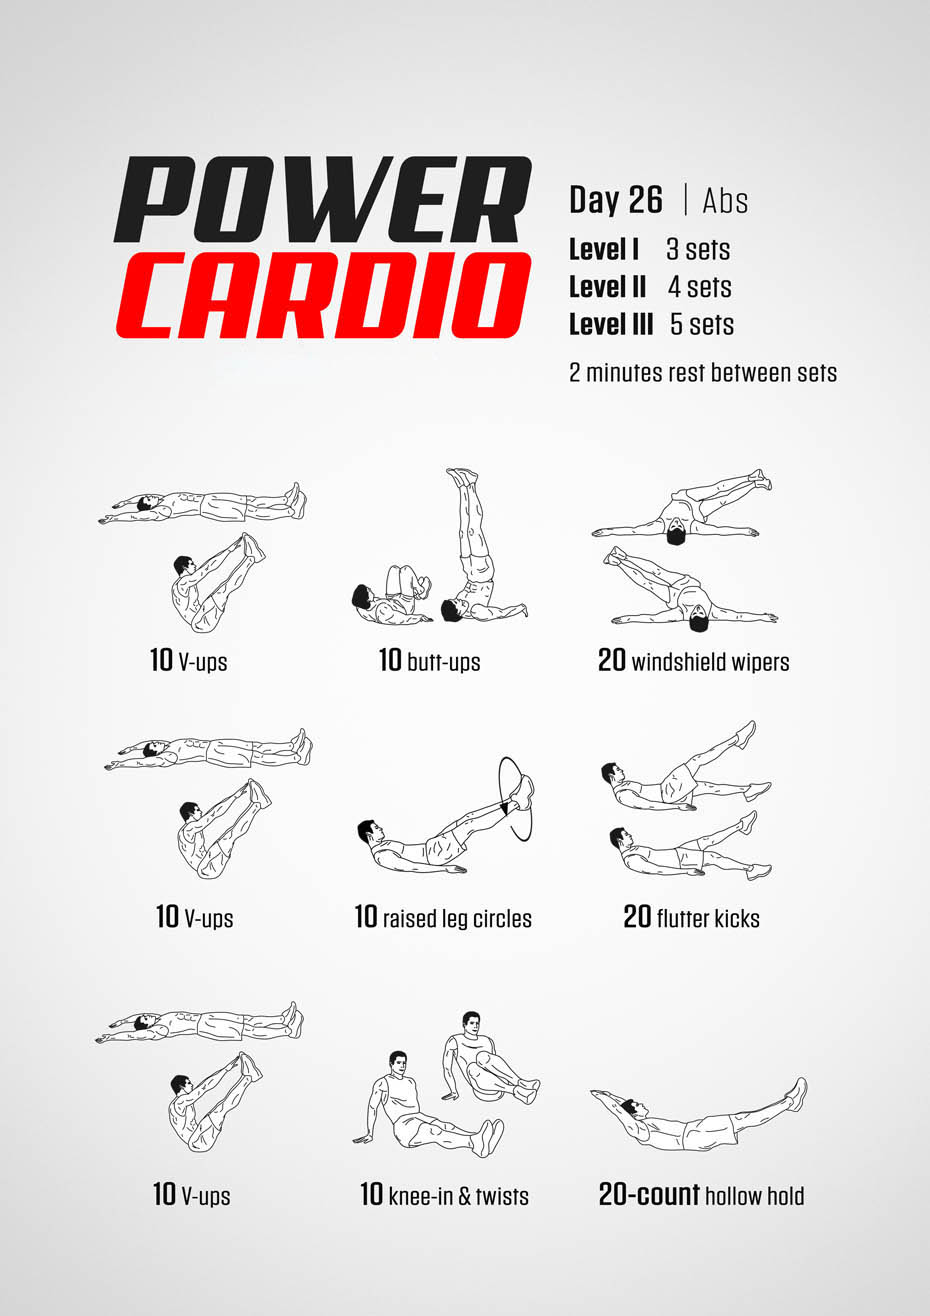 POWER
CARDIO
Day 26 | Abs
Level I 3 sets
Level II 4 sets
Level III 5 sets
2 minutes rest between sets
10 V-ups
10 butt-ups
20 windshield wipers
10 V-ups
10 raised leg circles
20 flutter kicks
10 V-ups
10 knee-in & twists
20-count hollow hold